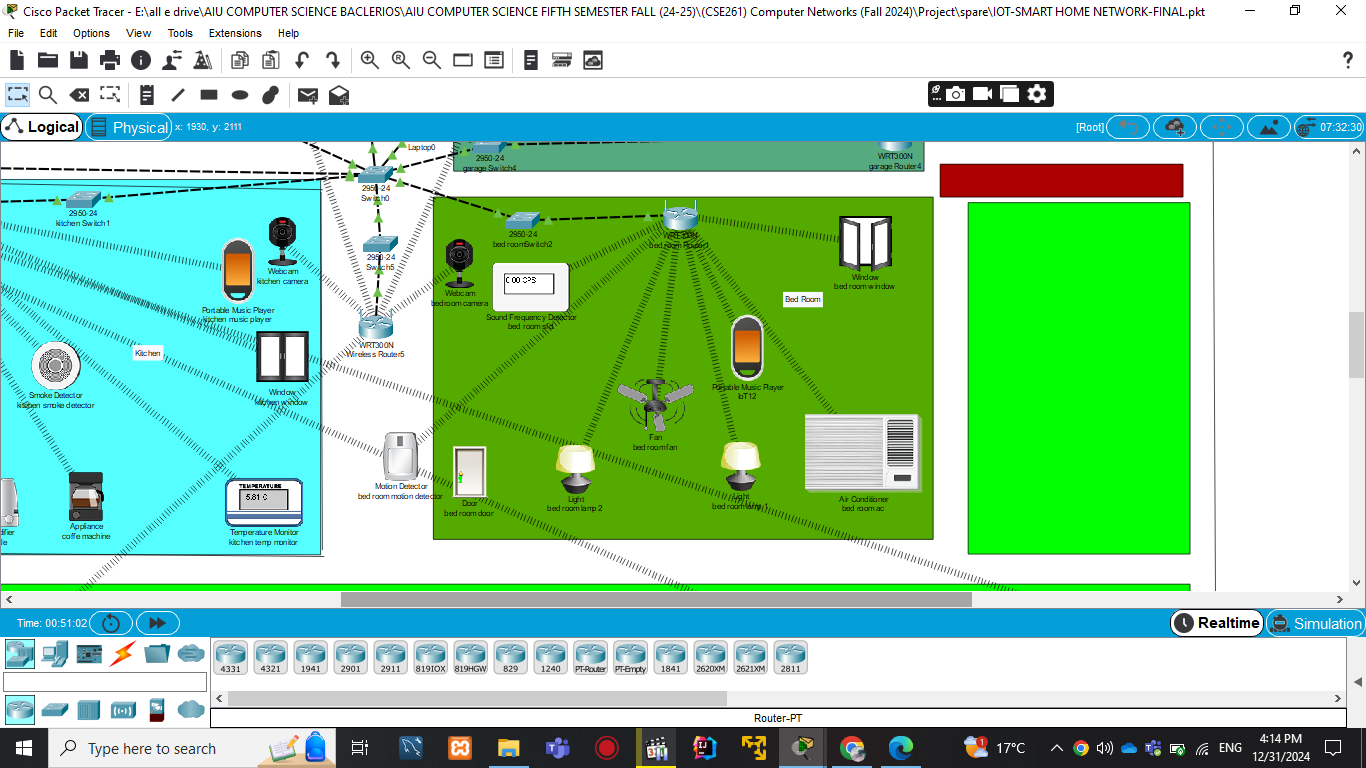 Cisco Packet Tracer - E:\all e drive\AIU COMPUTER SCIENCE BACLERIOS\AIU COMPUTER SCIENCE FIFTH SEMESTER FALL (24-25)\(CSE261) Computer Networks (Fall 2024)\Project\spare\IOT-SMART HOME NETWORK-FINAL.pkt
File Edit Options View Tools Extensions Help
Logical Physical x: 1930, y: 2111 [Root] 07:32:30
Laptop0
2950-24
garage Switch4
WRT300N
garage Router4
2950-24
Switch0
2950-24
kitchen Switch1
2950-24
bed roomSwitch2
WRT300N
bed room Router1
2950-24
Switch5
Webcam
kitchen camera
Webcam
bed room camera
Window
bed room window
Bed Room
Portable Music Player
kitchen music player
Sound Frequency Detector
bed room sfd
WRT300N
Wireless Router5
Kitchen
Smoke Detector
kitchen smoke detector
Window
kitchen window
Portable Music Player
IoT12
Fan
bed room fan
Motion Detector
bed room motion detector
Door
bed room door
Light
bed room lamp 2
Light
bed room lamp 1
Air Conditioner
bed room ac
TEMPERATURE
5.81 C
Appliance
coffe machine
Temperature Monitor
kitchen temp monitor
Time: 00:51:02 Realtime Simulation
4331 4321 1941 2901 2911 819IOX 819HGW 829 1240 PT-Router PT-Empty 1841 2620XM 2621XM 2811
Router-PT
Type here to search
17°C ENG
4:14 PM
12/31/2024